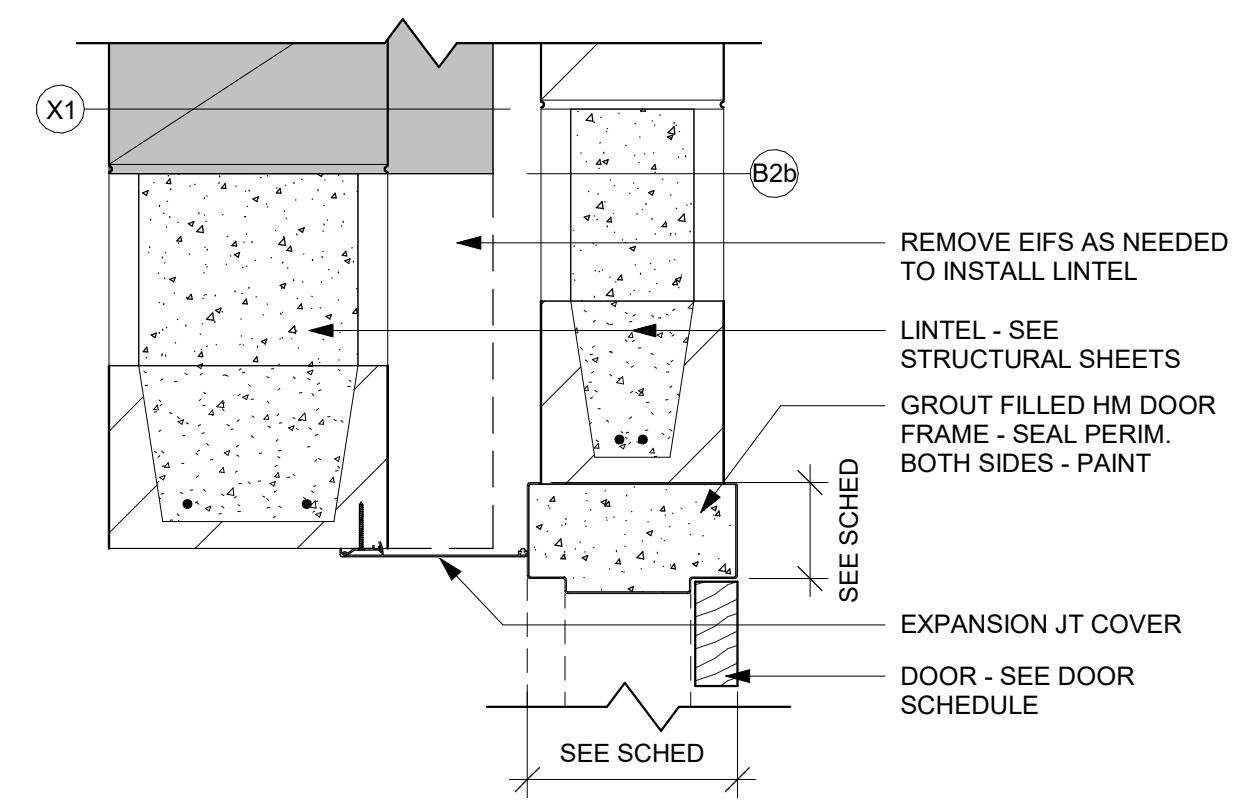 X1
B2b
REMOVE EIFS AS NEEDED
TO INSTALL LINTEL
LINTEL - SEE
STRUCTURAL SHEETS
GROUT FILLED HM DOOR
FRAME - SEAL PERIM.
BOTH SIDES - PAINT
SEE SCHED
EXPANSION JT COVER
DOOR - SEE DOOR
SCHEDULE
SEE SCHED